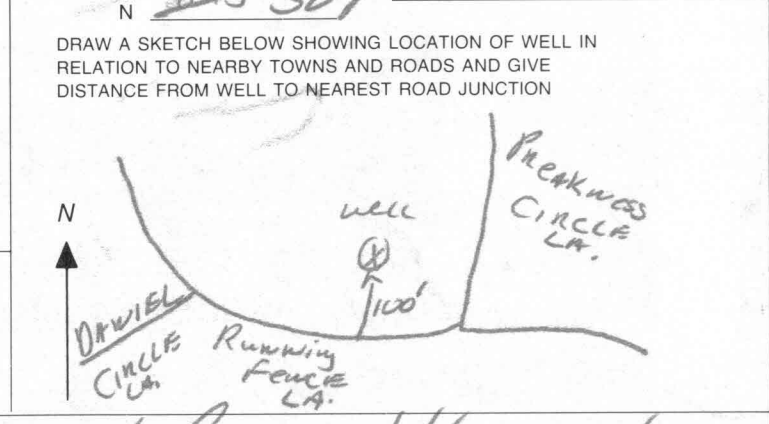 N
DRAW A SKETCH BELOW SHOWING LOCATION OF WELL IN
RELATION TO NEARBY TOWNS AND ROADS AND GIVE
DISTANCE FROM WELL TO NEAREST ROAD JUNCTION
N
well
X
100'
PREAKNESS
CIRCLE
LA.
DANIEL
CIRCLE
LA.
Running
FENCE
LA.